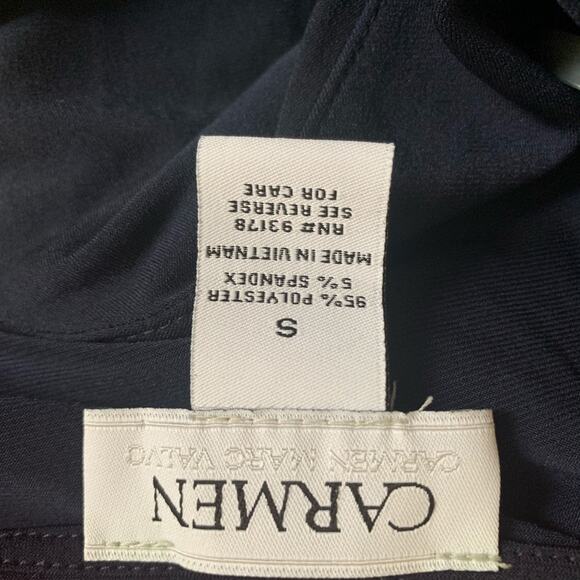 CARMEN
CARMEN MARC VALVO
S
95% POLYESTER
5% SPANDEX
MADE IN VIETNAM
RN# 93178
SEE REVERSE
FOR CARE